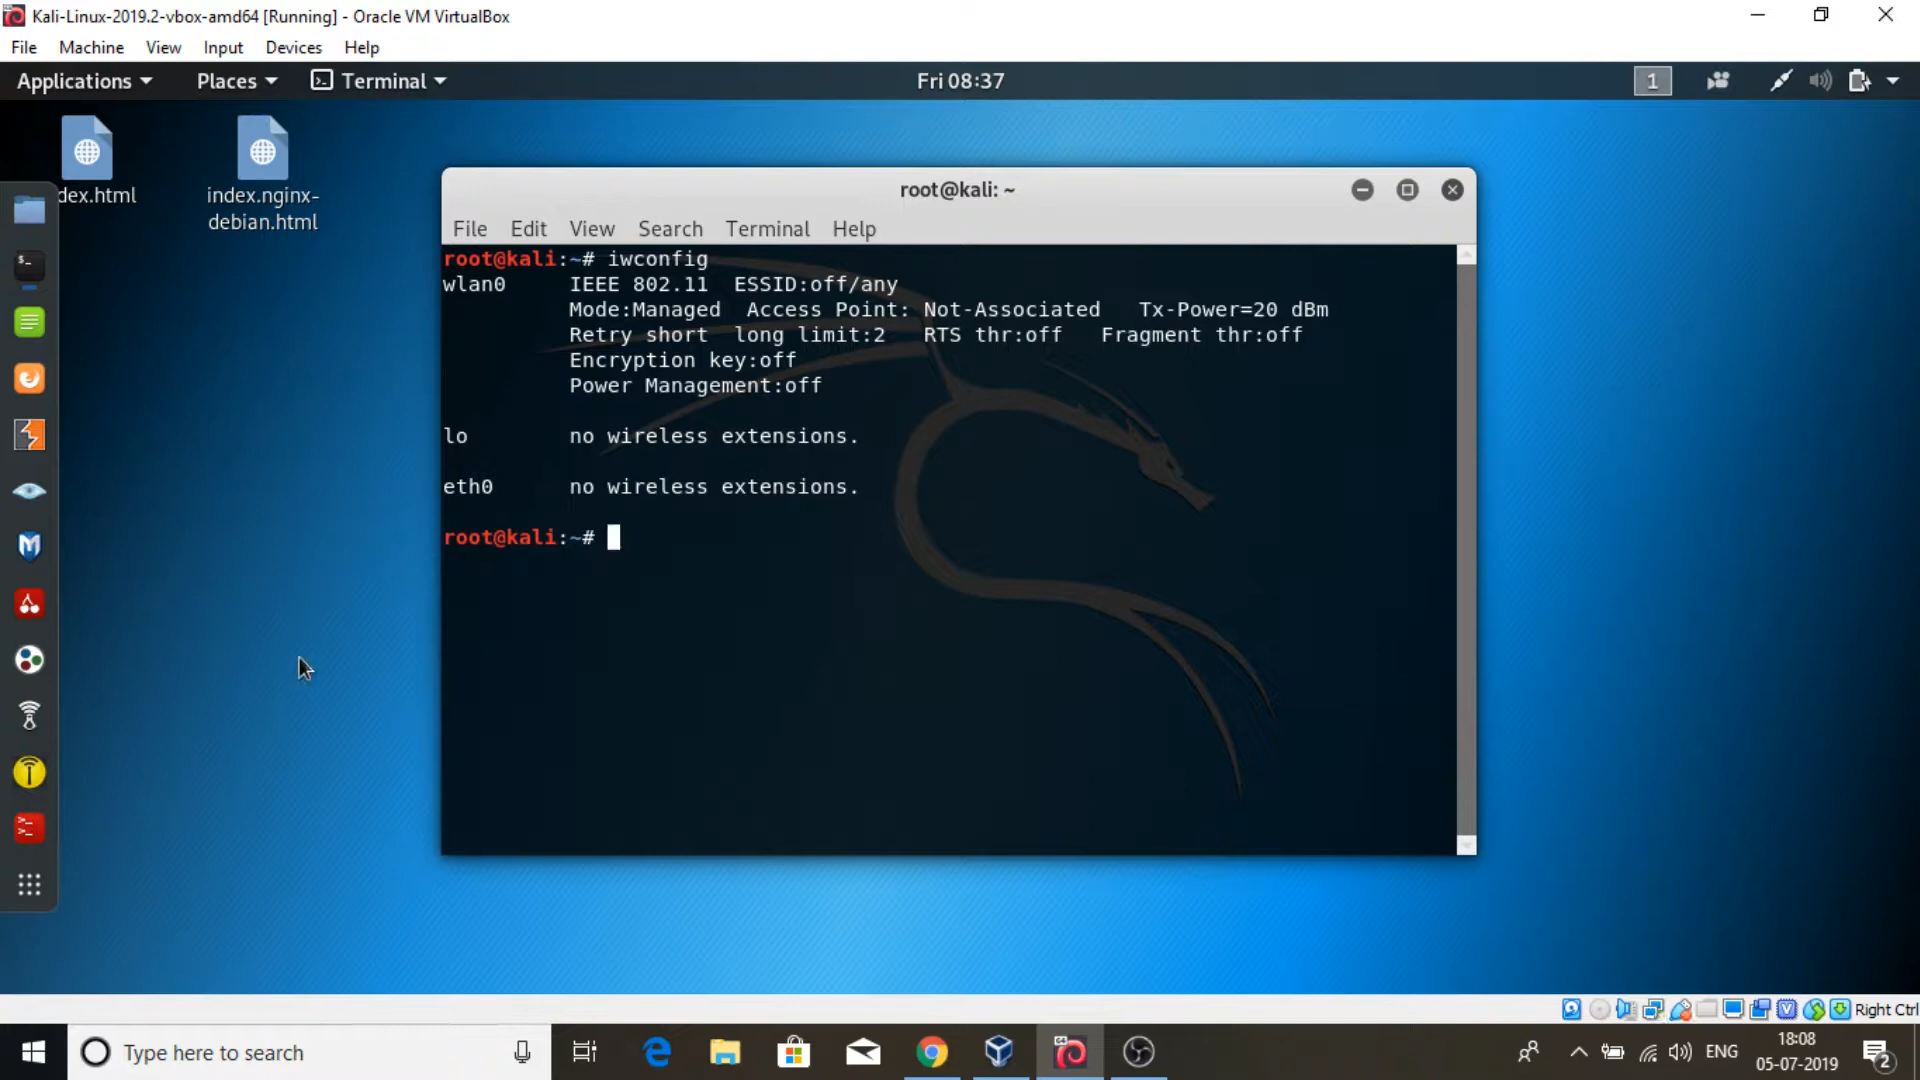 Kali-Linux-2019.2-vbox-amd64 [Running] - Oracle VM VirtualBox
File Machine View Input Devices Help
Applications Places Terminal Fri 08:37 1
dex.html
index.nginx-
debian.html
root@kali: ~
File Edit View Search Terminal Help
root@kali:~# iwconfig
wlan0 IEEE 802.11 ESSID:off/any
Mode:Managed Access Point: Not-Associated Tx-Power=20 dBm
Retry short long limit:2 RTS thr:off Fragment thr:off
Encryption key:off
Power Management:off
lo no wireless extensions.
eth0 no wireless extensions.
root@kali:~#
Right Ctrl
Type here to search
ENG
18:08
05-07-2019
2